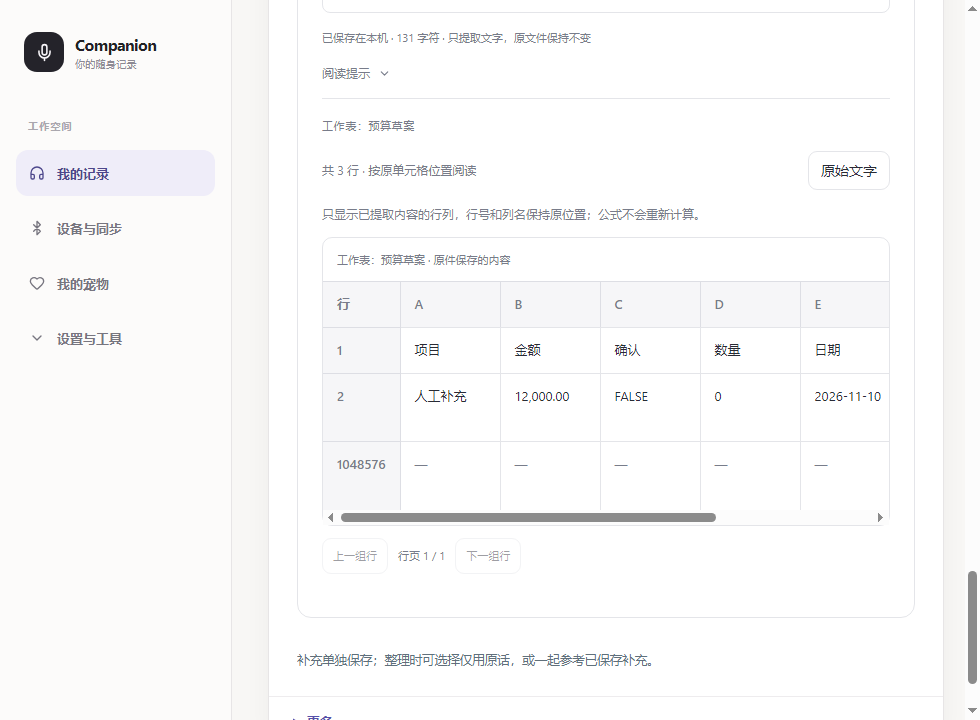 Companion
你的随身记录
工作空间
我的记录
设备与同步
我的宠物
设置与工具
已保存在本机 · 131 字符 · 只提取文字，原文件保持不变
阅读提示
工作表：预算草案
共 3 行 · 按原单元格位置阅读
原始文字
只显示已提取内容的行列，行号和列名保持原位置；公式不会重新计算。
工作表：预算草案 · 原件保存的内容
行 A B C D E
1 项目 金额 确认 数量 日期
2 人工补充 12,000.00 FALSE 0 2026-11-10
1048576 — — — — —
上一组行 行页 1 / 1 下一组行
补充单独保存；整理时可选择仅用原话，或一起参考已保存补充。
更多